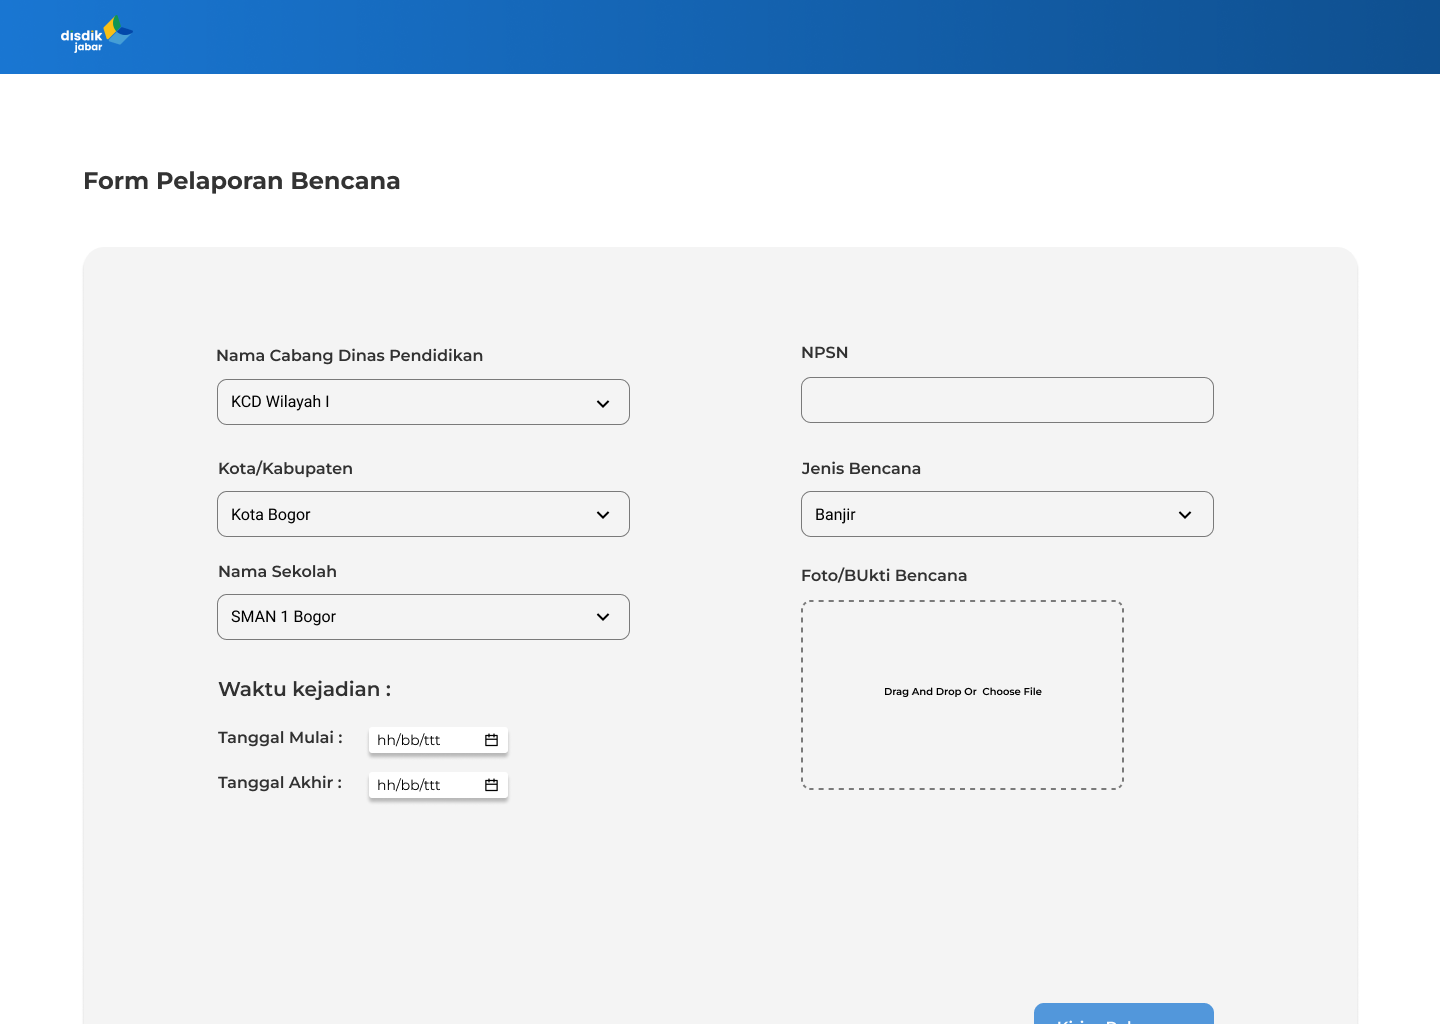 disdik
jabar
Form Pelaporan Bencana
Nama Cabang Dinas Pendidikan
KCD Wilayah I
Kota/Kabupaten
Kota Bogor
Nama Sekolah
SMAN 1 Bogor
Waktu kejadian :
Tanggal Mulai :
hh/bb/ttt
Tanggal Akhir :
hh/bb/ttt
NPSN
Jenis Bencana
Banjir
Foto/BUkti Bencana
Drag And Drop Or  Choose File